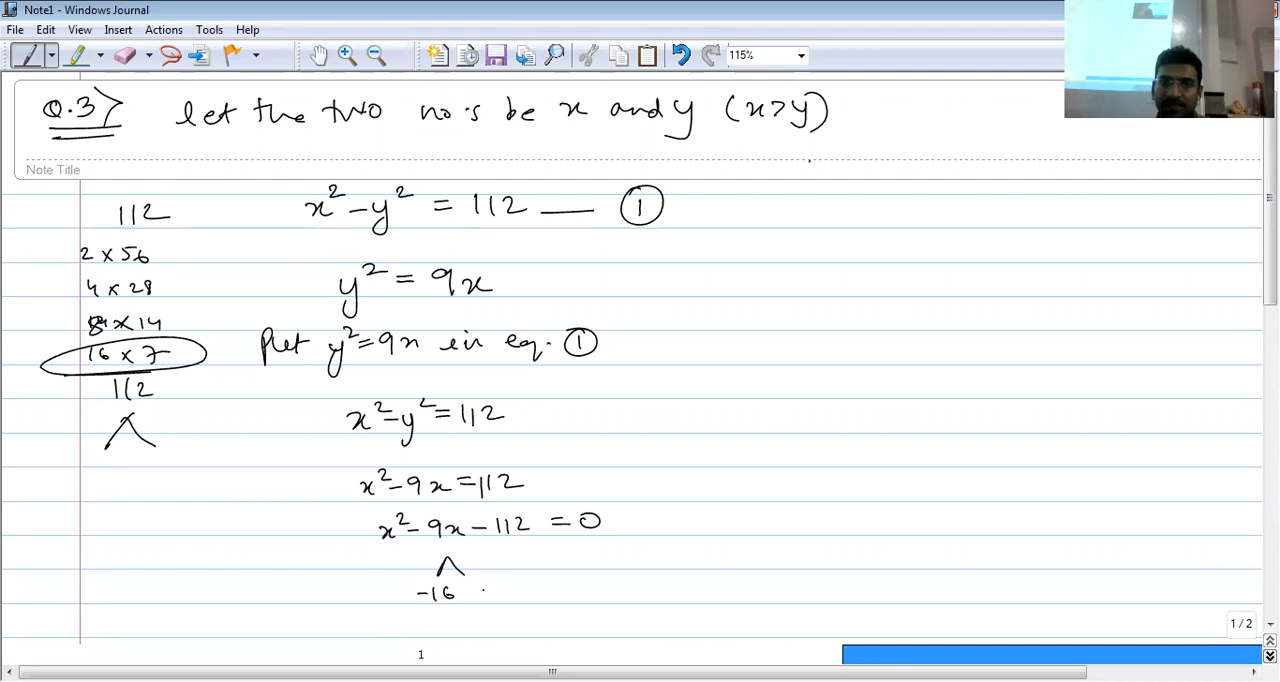 Note1 - Windows Journal
File Edit View Insert Actions Tools Help
115%
Q.3> let the two no's be x and y (x>y)
Note Title
112
2 x 56
4 x 28
8 x 14
16 x 7
112
x² - y² = 112 —— ①
y² = 9x
Put y² = 9x in eq. ①
x² - y² = 112
x² - 9x = 112
x² - 9x - 112 = 0
-16
1 / 2
1